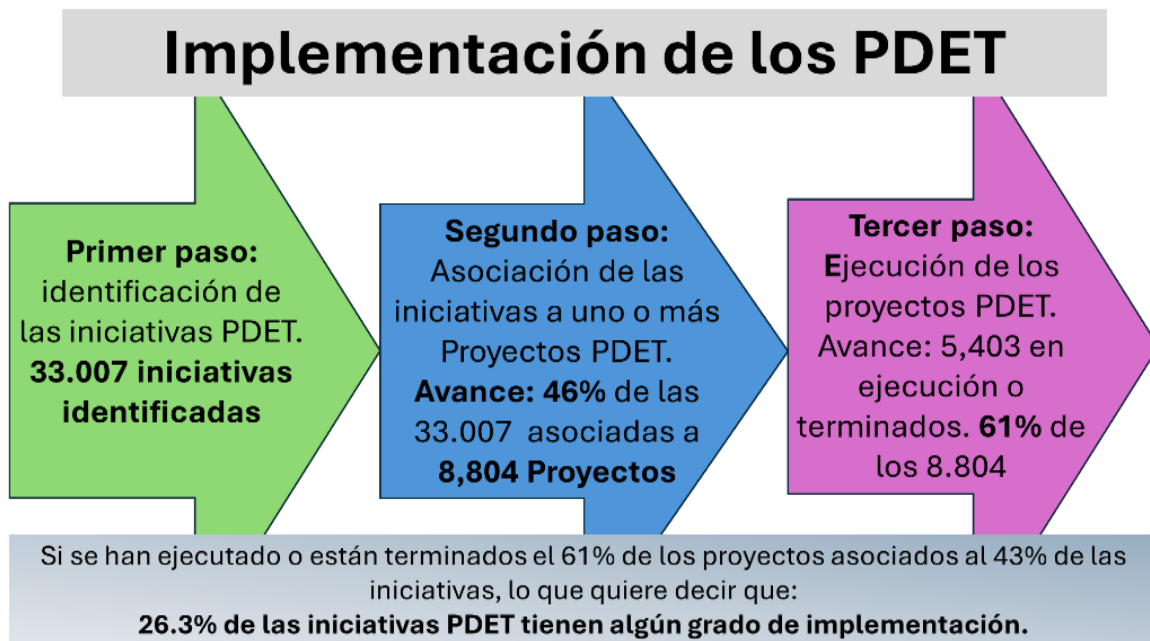 Implementación de los PDET
Primer paso:
identificación de
las iniciativas PDET.
33.007 iniciativas
identificadas
Segundo paso:
Asociación de las
iniciativas a uno o más
Proyectos PDET.
Avance: 46% de las
33.007 asociadas a
8,804 Proyectos
Tercer paso:
Ejecución de los
proyectos PDET.
Avance: 5,403 en
ejecución o
terminados. 61% de
los 8.804
Si se han ejecutado o están terminados el 61% de los proyectos asociados al 43% de las
iniciativas, lo que quiere decir que:
26.3% de las iniciativas PDET tienen algún grado de implementación.